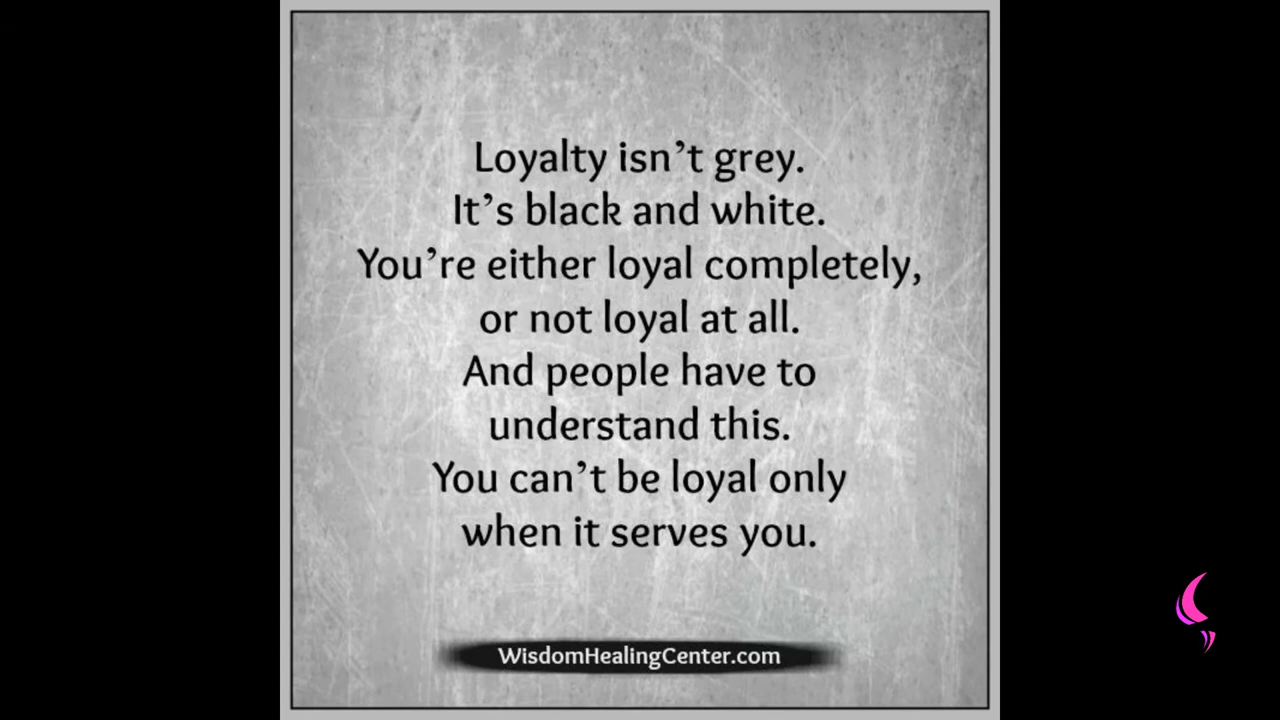 Loyalty isn’t grey.
It’s black and white.
You’re either loyal completely,
or not loyal at all.
And people have to
understand this.
You can’t be loyal only
when it serves you.
WisdomHealingCenter.com